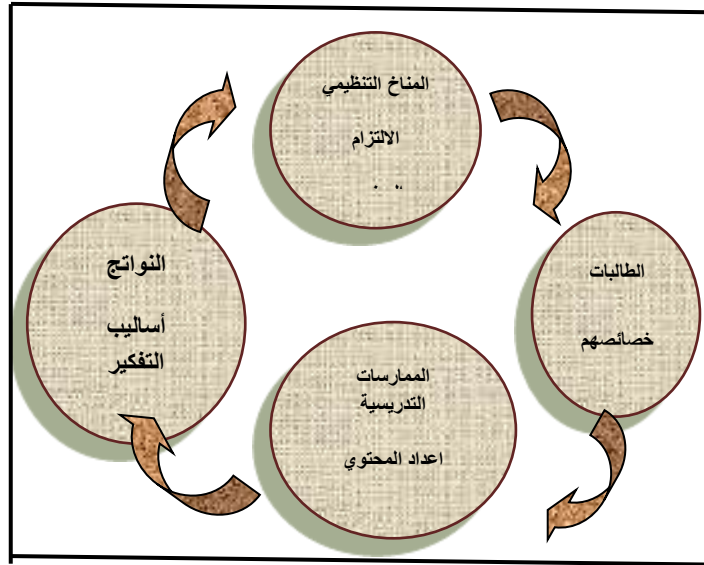 المناخ التنظيمي
الالتزام
الطالبات
خصائصهم
الممارسات
التدريسية
اعداد المحتوي
النواتج
أساليب
التفكير